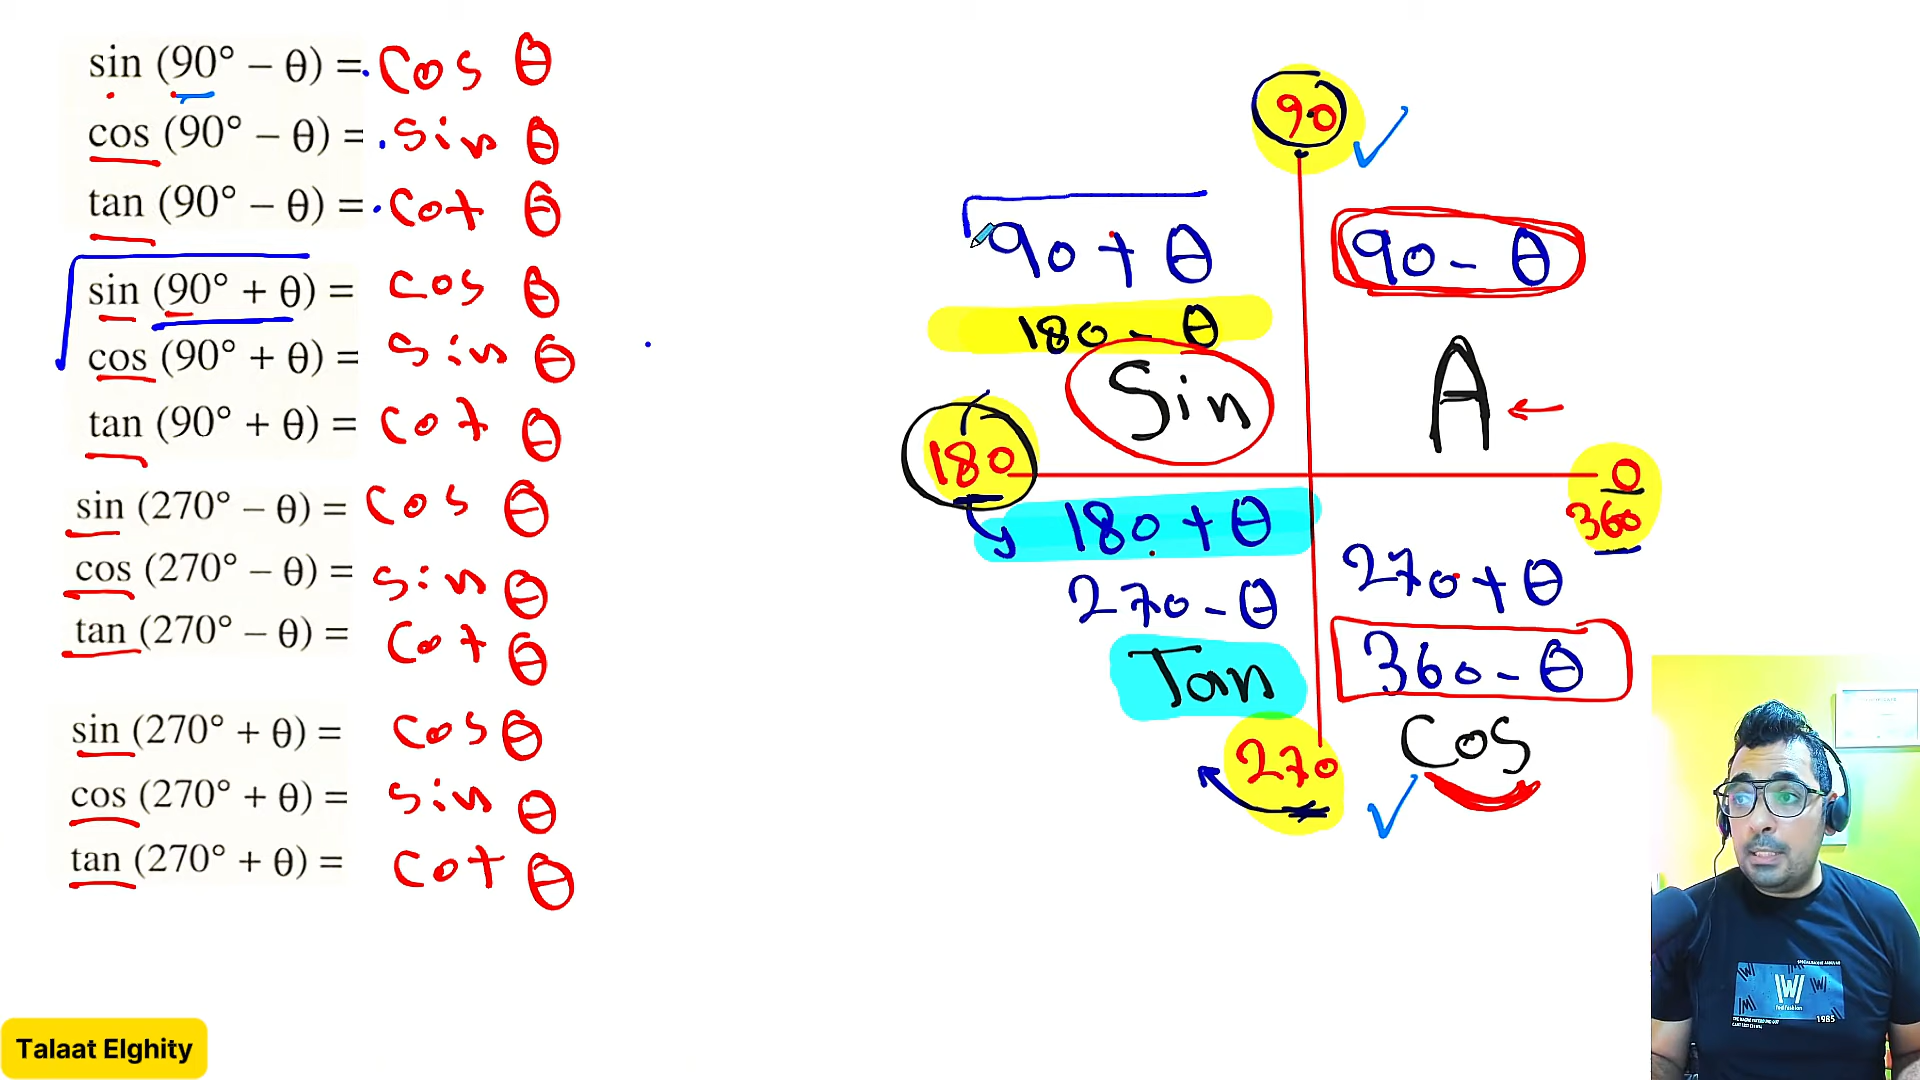 sin (90° − θ) = cos θ
cos (90° − θ) = sin θ
tan (90° − θ) = cot θ
sin (90° + θ) = cos θ
cos (90° + θ) = sin θ
tan (90° + θ) = cot θ
sin (270° − θ) = cos θ
cos (270° − θ) = sin θ
tan (270° − θ) = cot θ
sin (270° + θ) = cos θ
cos (270° + θ) = sin θ
tan (270° + θ) = cot θ
90
90 + θ
90 - θ
180 - θ
Sin
A
180
0
360
180 + θ
270 + θ
270 - θ
360 - θ
Tan
Cos
270
W
1985
Talaat Elghity